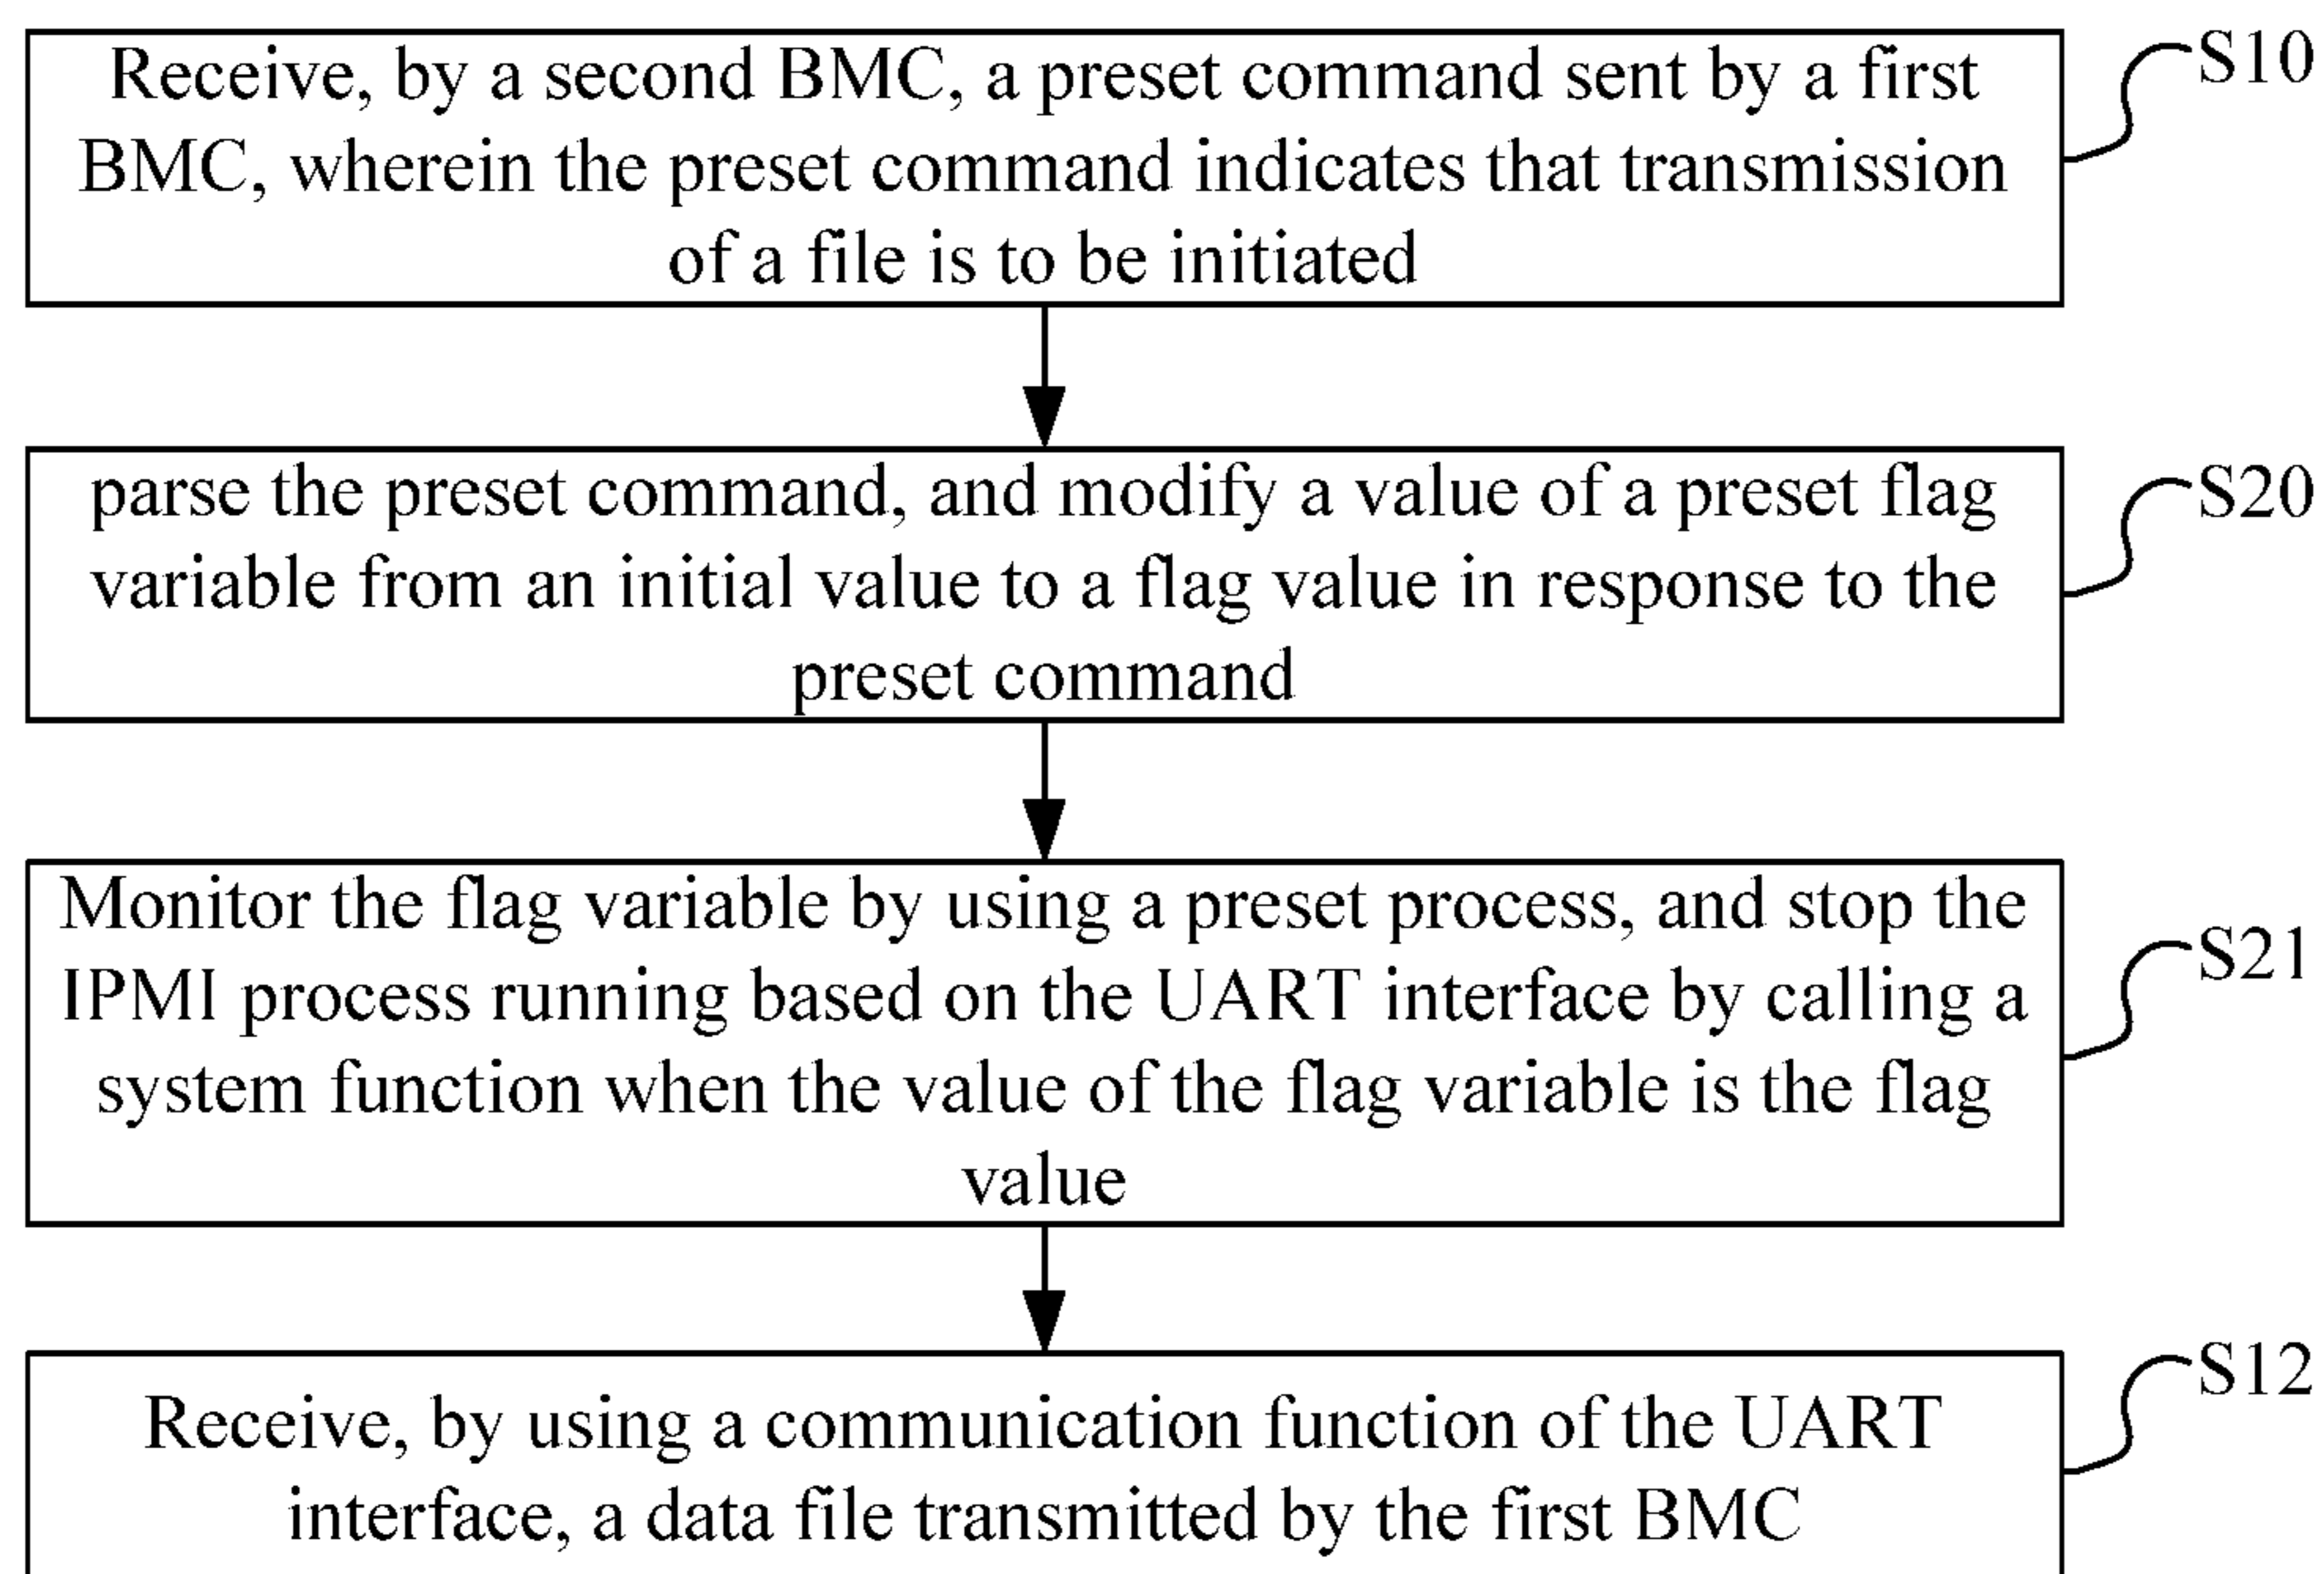 Receive, by a second BMC, a preset command sent by a first
BMC, wherein the preset command indicates that transmission
of a file is to be initiated
S10
parse the preset command, and modify a value of a preset flag
variable from an initial value to a flag value in response to the
preset command
S20
Monitor the flag variable by using a preset process, and stop the
IPMI process running based on the UART interface by calling a
system function when the value of the flag variable is the flag
value
S21
Receive, by using a communication function of the UART
interface, a data file transmitted by the first BMC
S12